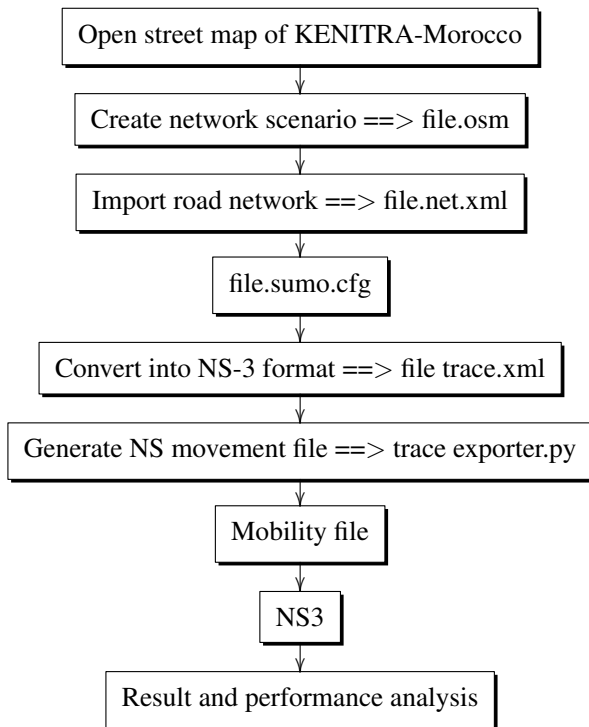 Open street map of KENITRA-Morocco
Create network scenario ==> file.osm
Import road network ==> file.net.xml
file.sumo.cfg
Convert into NS-3 format ==> file trace.xml
Generate NS movement file ==> trace exporter.py
Mobility file
NS3
Result and performance analysis